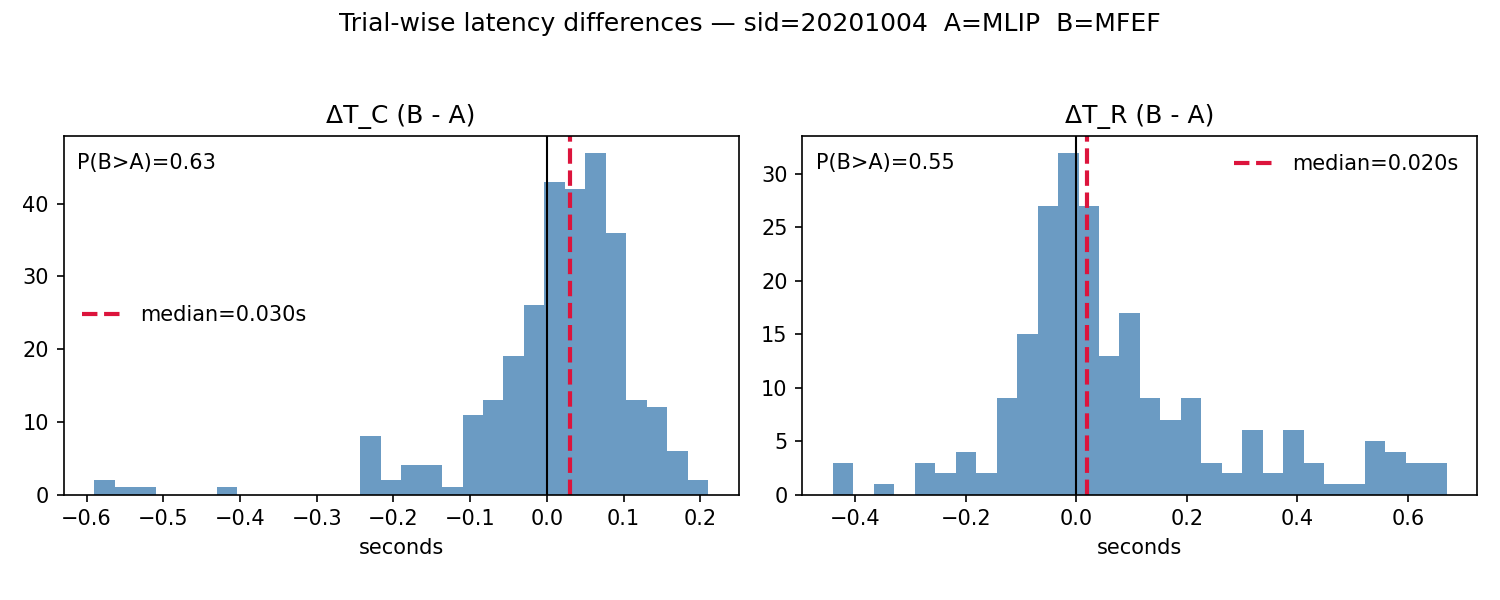 Trial-wise latency differences — sid=20201004  A=MLIP  B=MFEF
ΔT_C (B - A)
P(B>A)=0.63
median=0.030s
40
30
20
10
0
−0.6 −0.5 −0.4 −0.3 −0.2 −0.1 0.0 0.1 0.2
seconds
ΔT_R (B - A)
P(B>A)=0.55
median=0.020s
30
25
20
15
10
5
0
−0.4 −0.2 0.0 0.2 0.4 0.6
seconds